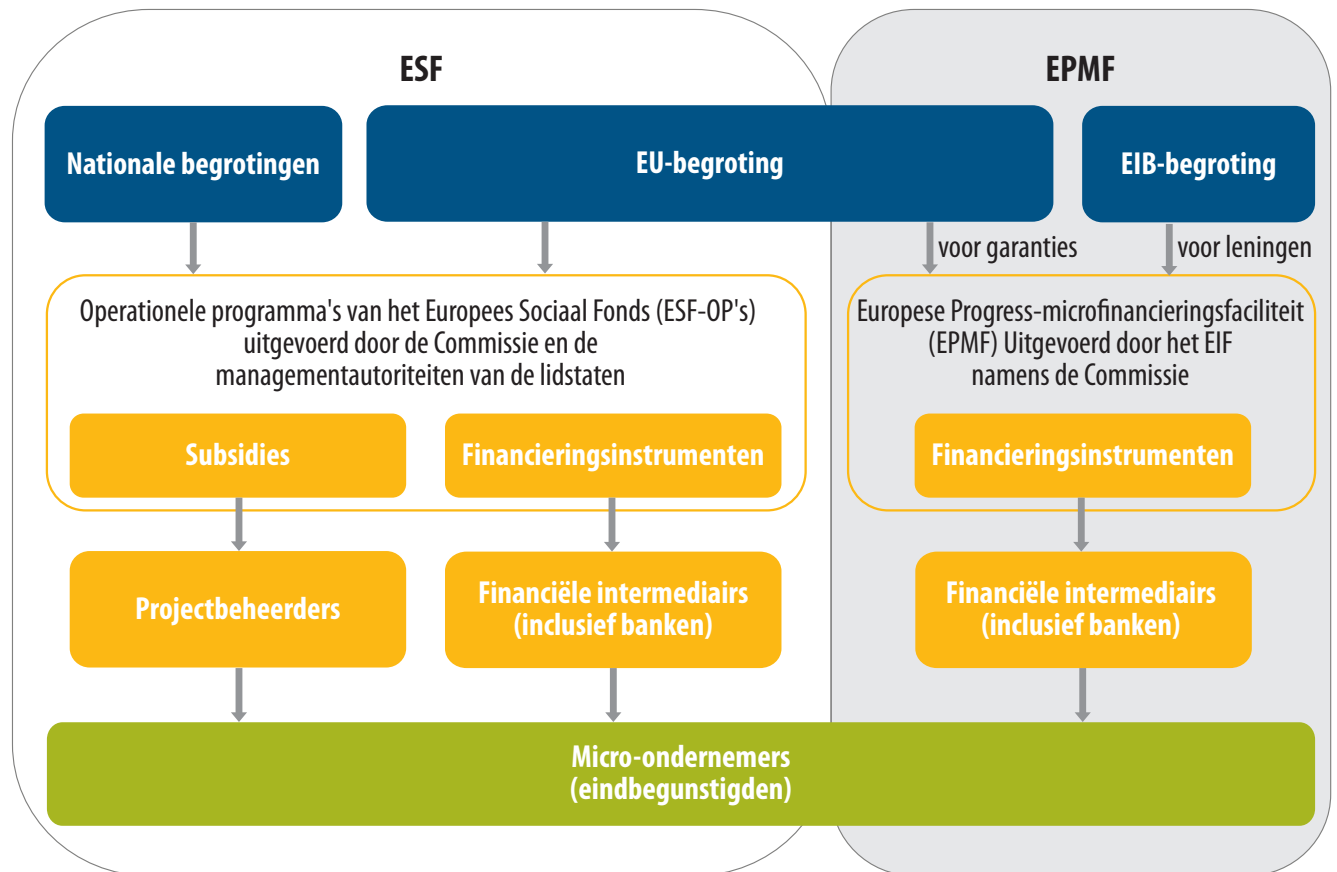 ESF
EPMF
Nationale begrotingen
EU-begroting
EIB-begroting
voor garanties
voor leningen
Operationele programma's van het Europees Sociaal Fonds (ESF-OP's)
uitgevoerd door de Commissie en de
managementautoriteiten van de lidstaten
Europese Progress-microfinancieringsfaciliteit
(EPMF) Uitgevoerd door het EIF
namens de Commissie
Subsidies
Financieringsinstrumenten
Financieringsinstrumenten
Projectbeheerders
Financiële intermediairs
(inclusief banken)
Financiële intermediairs
(inclusief banken)
Micro-ondernemers
(eindbegunstigden)